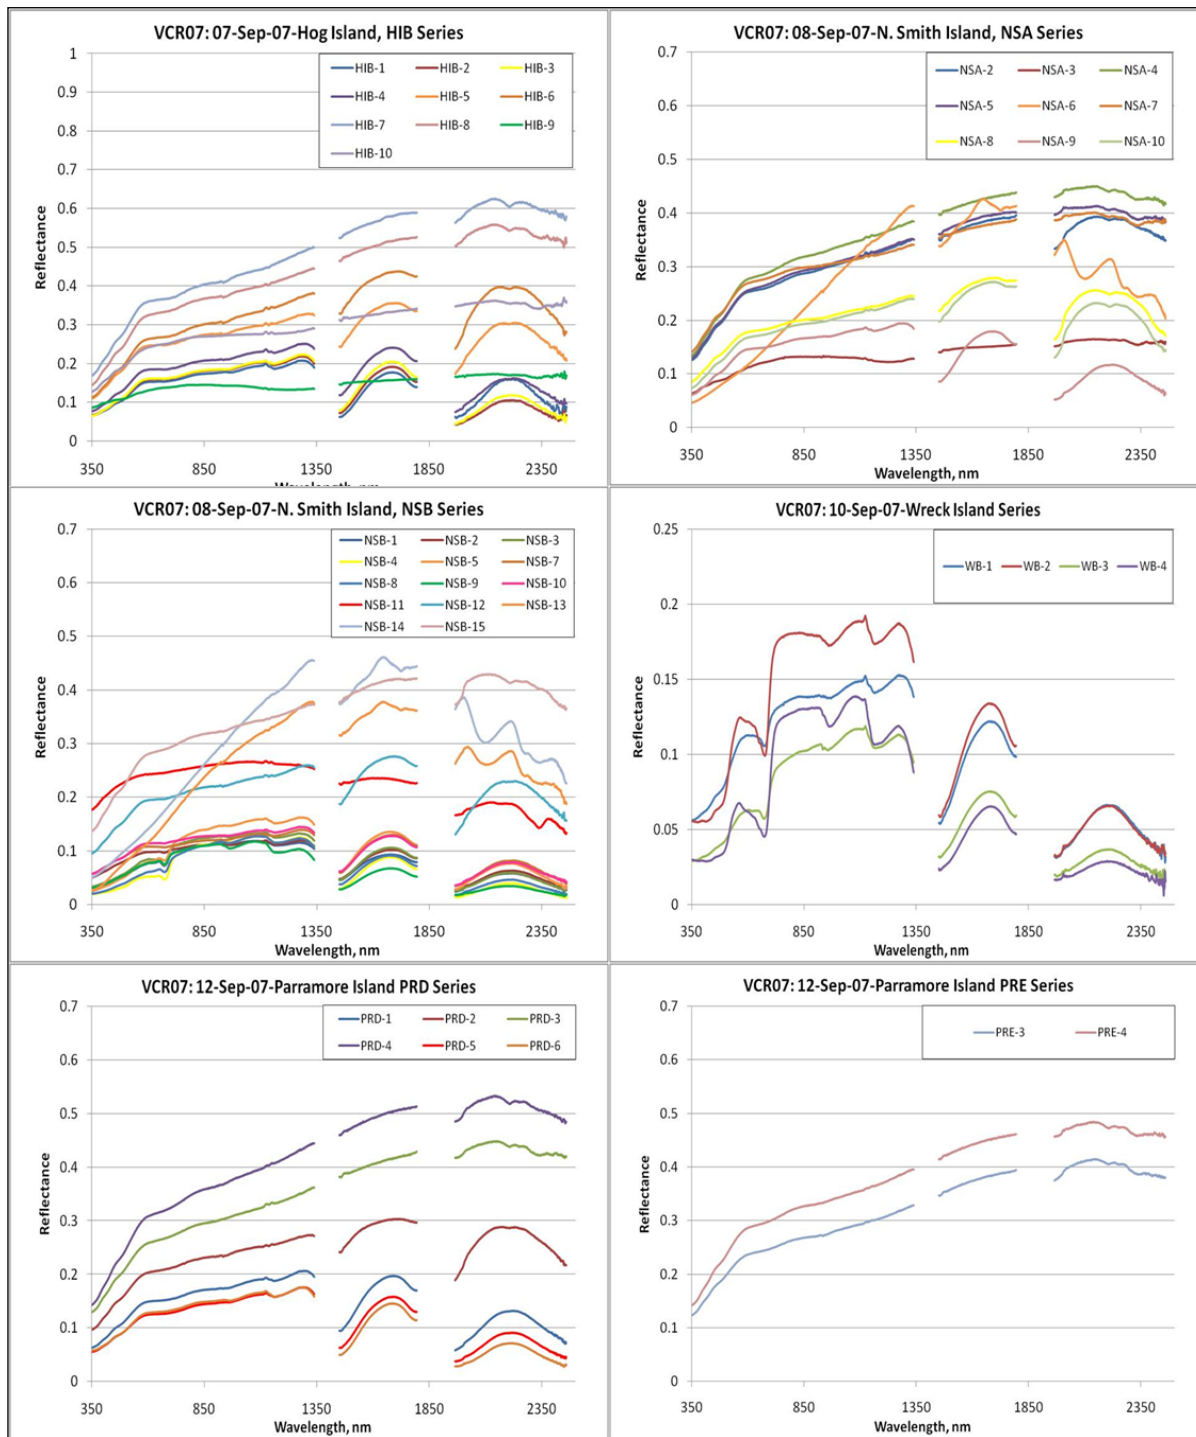 VCR07: 07-Sep-07-Hog Island, HIB Series
HIB-1 HIB-2 HIB-3
HIB-4 HIB-5 HIB-6
HIB-7 HIB-8 HIB-9
HIB-10
1
0.9
0.8
0.7
0.6
0.5
0.4
0.3
0.2
0.1
0
Reflectance
350 850 1350 1850 2350
Wavelength, nm
VCR07: 08-Sep-07-N. Smith Island, NSA Series
NSA-2 NSA-3 NSA-4
NSA-5 NSA-6 NSA-7
NSA-8 NSA-9 NSA-10
0.7
0.6
0.5
0.4
0.3
0.2
0.1
0
Reflectance
350 850 1350 1850 2350
Wavelength, nm
VCR07: 08-Sep-07-N. Smith Island, NSB Series
NSB-1 NSB-2 NSB-3
NSB-4 NSB-5 NSB-7
NSB-8 NSB-9 NSB-10
NSB-11 NSB-12 NSB-13
NSB-14 NSB-15
0.7
0.6
0.5
0.4
0.3
0.2
0.1
0
Reflectance
350 850 1350 1850 2350
Wavelength, nm
VCR07: 10-Sep-07-Wreck Island Series
WB-1 WB-2 WB-3 WB-4
0.25
0.2
0.15
0.1
0.05
0
Reflectance
350 850 1350 1850 2350
Wavelength, nm
VCR07: 12-Sep-07-Parramore Island PRD Series
PRD-1 PRD-2 PRD-3
PRD-4 PRD-5 PRD-6
0.7
0.6
0.5
0.4
0.3
0.2
0.1
0
Reflectance
350 850 1350 1850 2350
Wavelength, nm
VCR07: 12-Sep-07-Parramore Island PRE Series
PRE-3 PRE-4
0.7
0.6
0.5
0.4
0.3
0.2
0.1
0
Reflectance
350 850 1350 1850 2350
Wavelength, nm